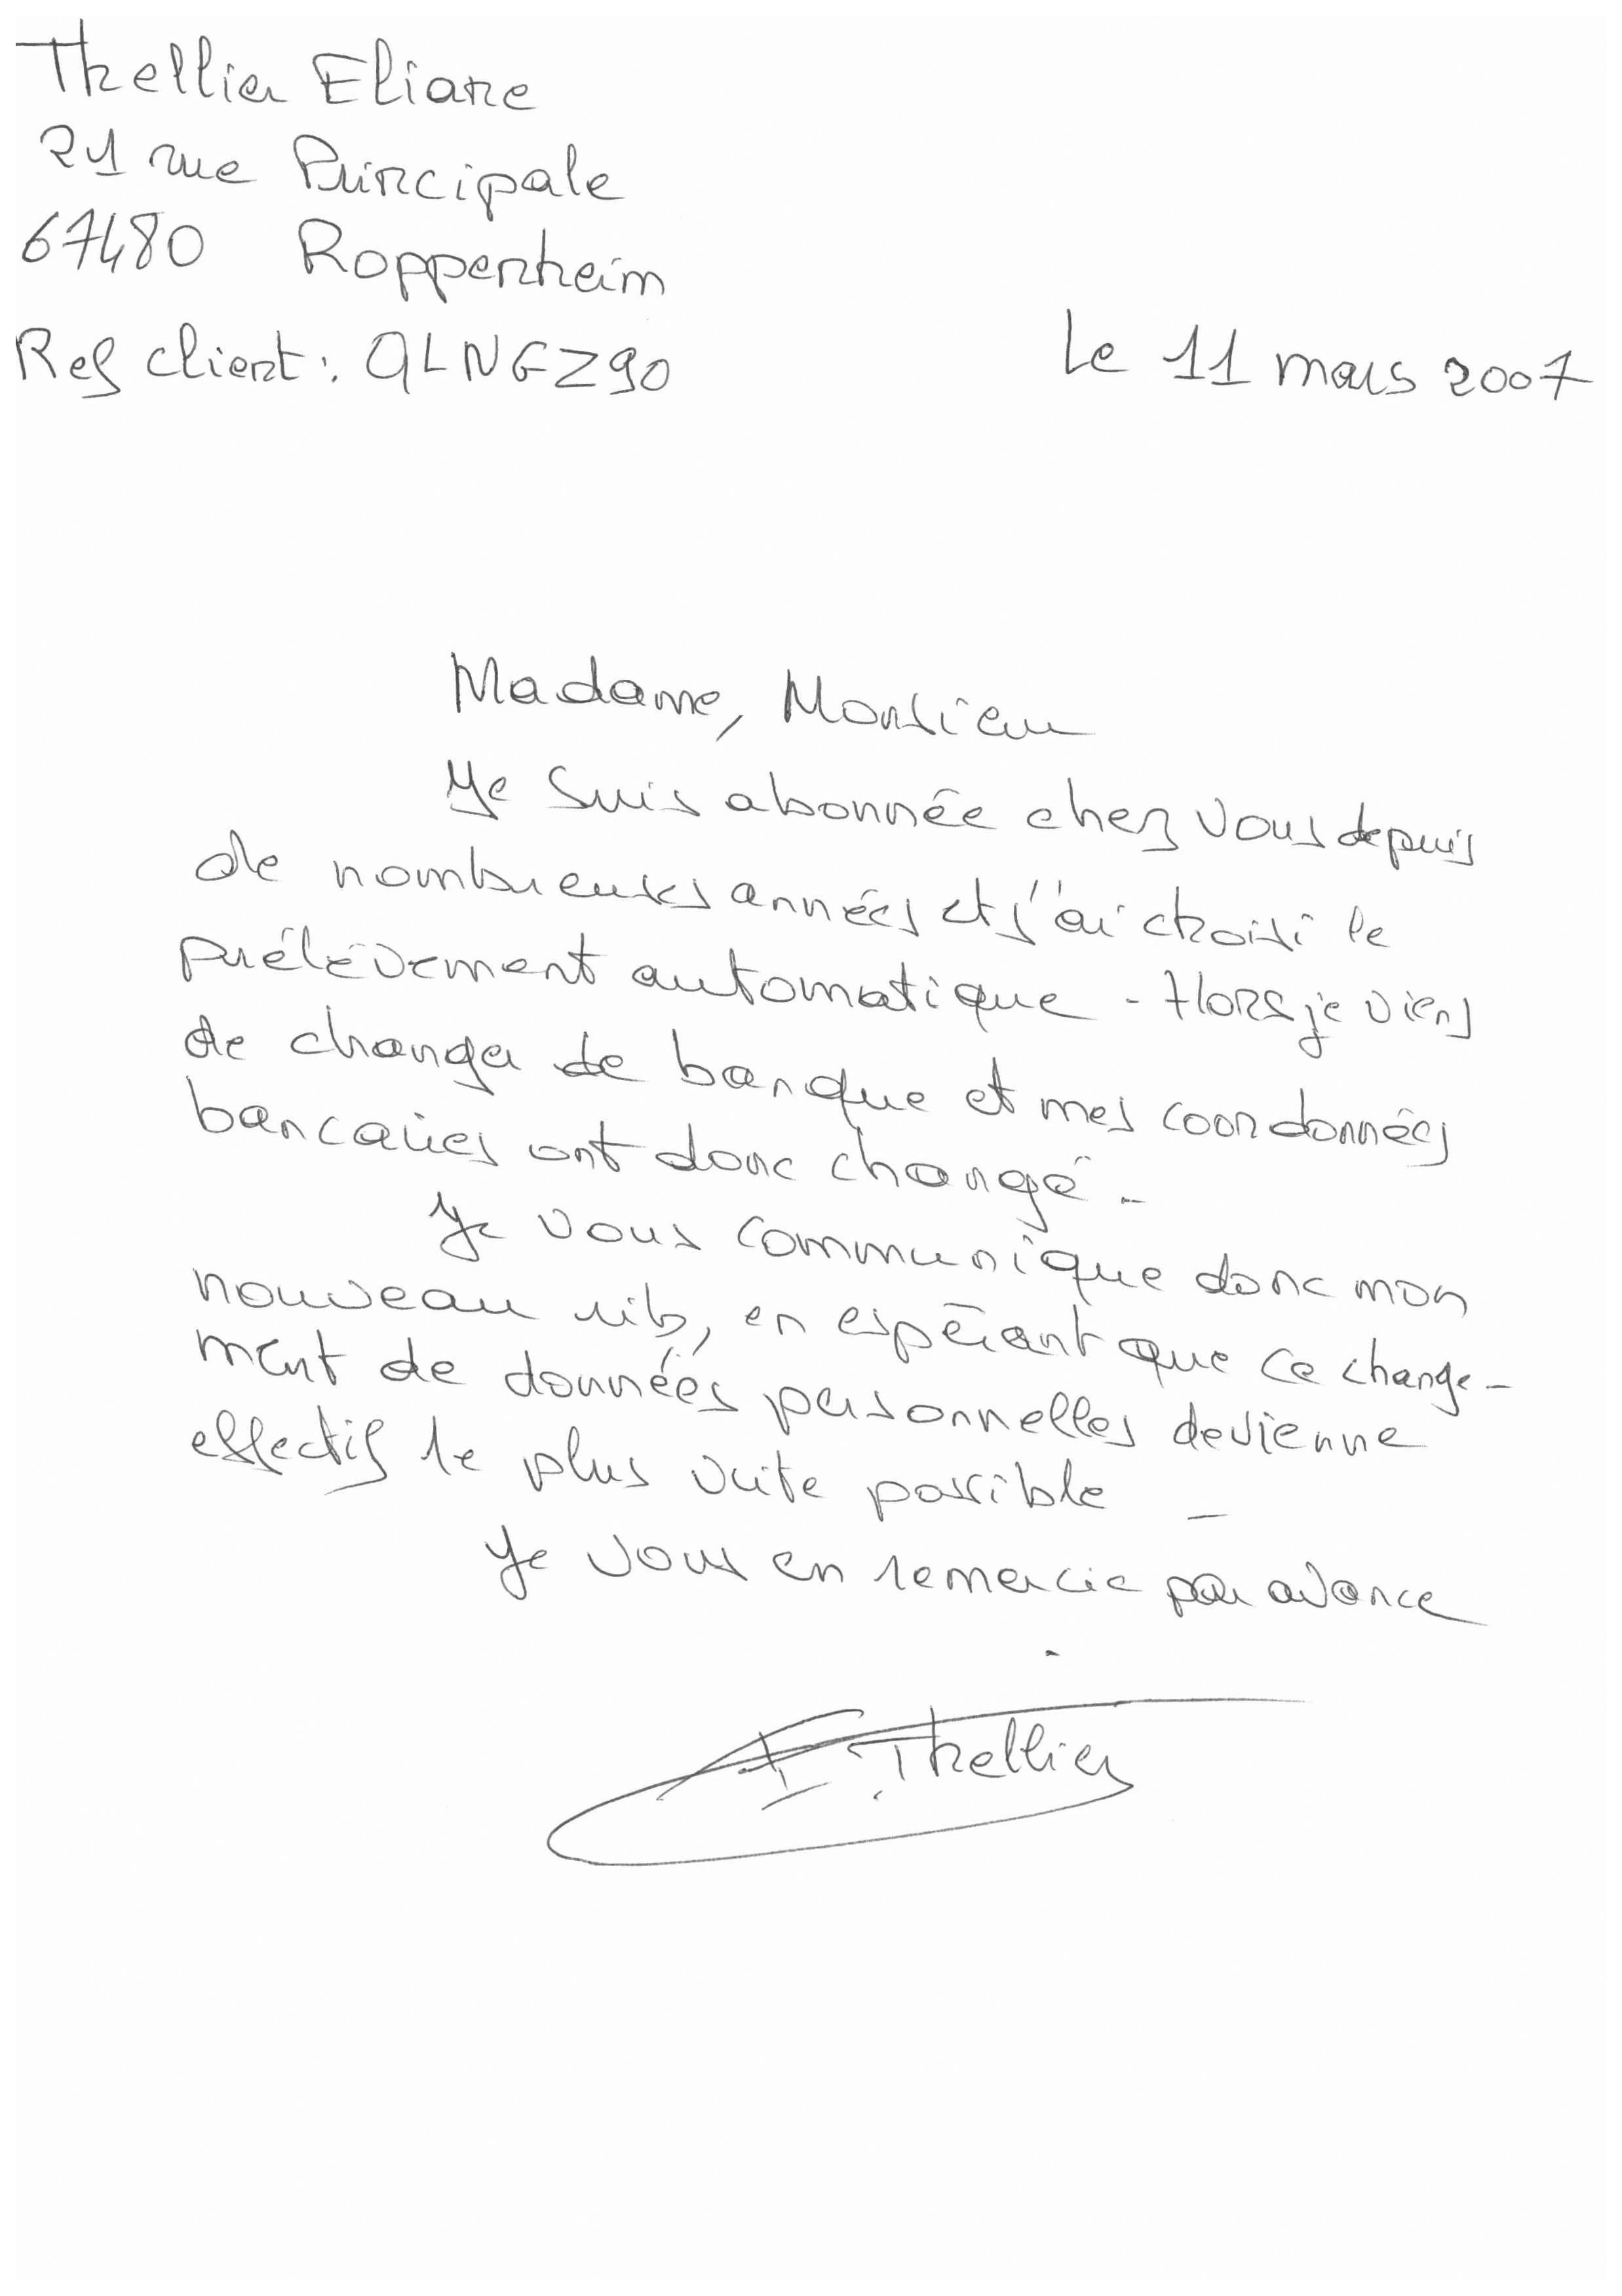 Thellier Eliane
21 rue Principale
67480 Roppenheim
Ref client : QLNGZ90
Le 11 mars 2007
Madame, Monsieur
Je suis abonnée chez vous depuis
de nombreuses années et j'ai choisi le
prélèvement automatique - Hors je viens
de changer de banque et mes coordonnées
bancaires ont donc changé -
Je vous communique donc mon
nouveau rib, en espérant que ce change-
ment de données personnelles devienne
effectif le plus vite possible -
Je vous en remercie par avance
.
E. Thellier